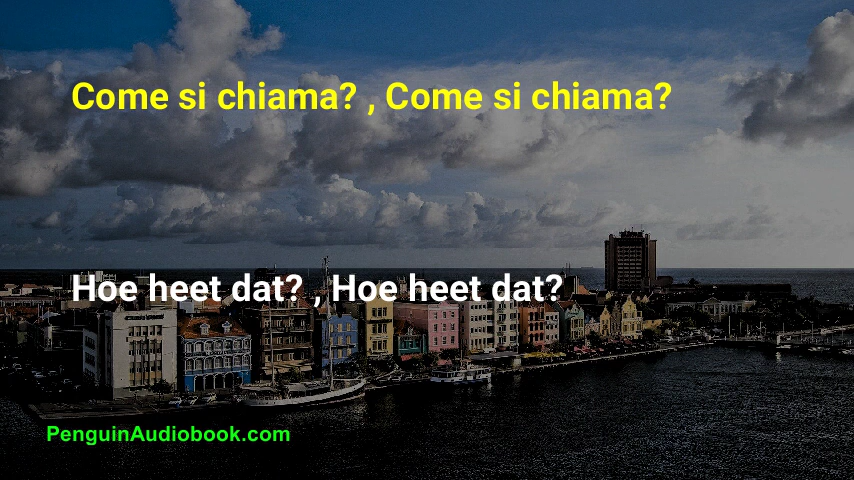 Come si chiama? , Come si chiama?
Hoe heet dat? , Hoe heet dat?
PenguinAudiobook.com